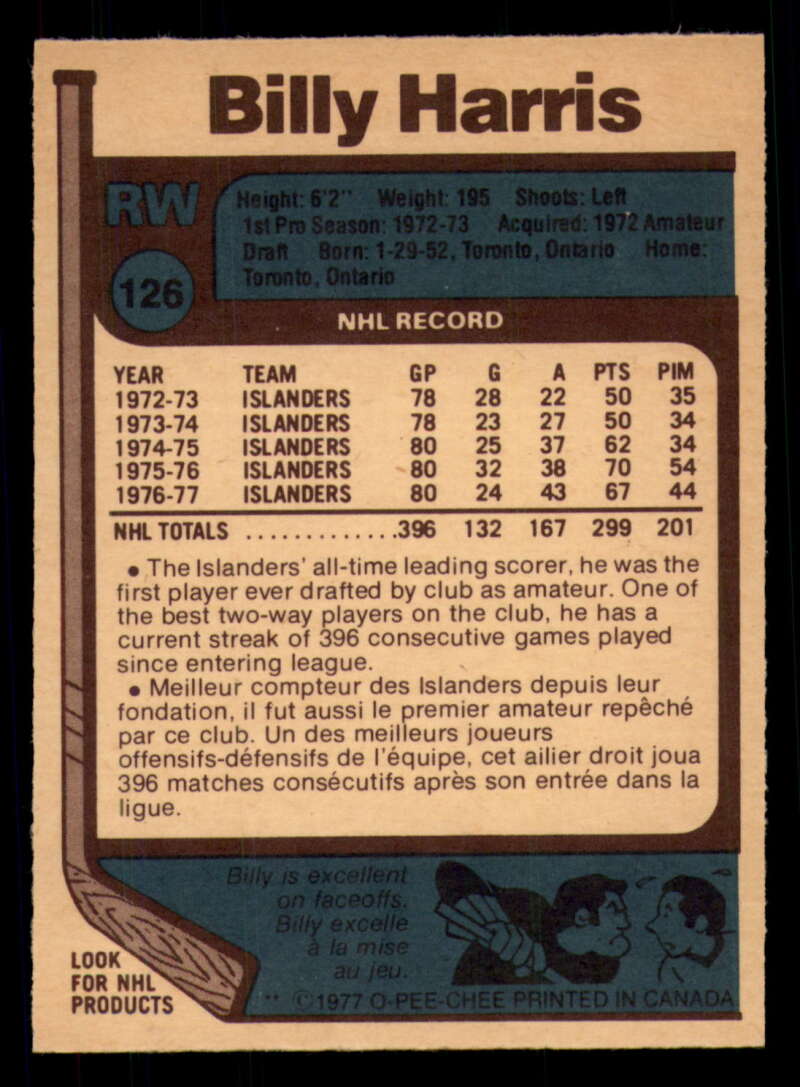 Billy Harris
RW
Height: 6'2" Weight: 195 Shoots: Left
1st Pro Season: 1972-73 Acquired: 1972 Amateur
Draft Born: 1-29-52, Toronto, Ontario Home:
Toronto, Ontario
126
NHL RECORD
YEAR TEAM GP G A PTS PIM
1972-73 ISLANDERS 78 28 22 50 35
1973-74 ISLANDERS 78 23 27 50 34
1974-75 ISLANDERS 80 25 37 62 34
1975-76 ISLANDERS 80 32 38 70 54
1976-77 ISLANDERS 80 24 43 67 44
NHL TOTALS .............396 132 167 299 201
• The Islanders' all-time leading scorer, he was the
first player ever drafted by club as amateur. One of
the best two-way players on the club, he has a
current streak of 396 consecutive games played
since entering league.
• Meilleur compteur des Islanders depuis leur
fondation, il fut aussi le premier amateur repêché
par ce club. Un des meilleurs joueurs
offensifs-défensifs de l'équipe, cet ailier droit joua
396 matches consécutifs après son entrée dans la
ligue.
Billy is excellent
on faceoffs.
Billy excelle
à la mise
au jeu.
LOOK
FOR NHL
PRODUCTS
** ©1977 O-PEE-CHEE PRINTED IN CANADA